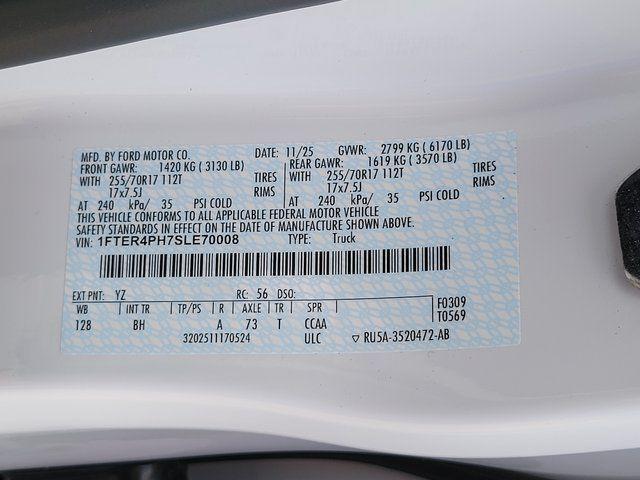 MFD. BY FORD MOTOR CO. DATE: 11/25 GVWR: 2799 KG ( 6170 LB)
FRONT GAWR: 1420 KG ( 3130 LB) REAR GAWR: 1619 KG ( 3570 LB)
WITH 255/70R17 112T TIRES WITH 255/70R17 112T TIRES
17x7.5J RIMS 17x7.5J RIMS
AT 240 kPa/ 35 PSI COLD AT 240 kPa/ 35 PSI COLD
THIS VEHICLE CONFORMS TO ALL APPLICABLE FEDERAL MOTOR VEHICLE
SAFETY STANDARDS IN EFFECT ON THE DATE OF MANUFACTURE SHOWN ABOVE.
VIN: 1FTER4PH7SLE70008 TYPE: Truck
EXT PNT: YZ RC: 56 DSO:
WB INT TR TP/PS R AXLE TR SPR F0309
128 BH A 73 T CCAA T0569
3202511170524 ULC ▽ RU5A-3520472-AB